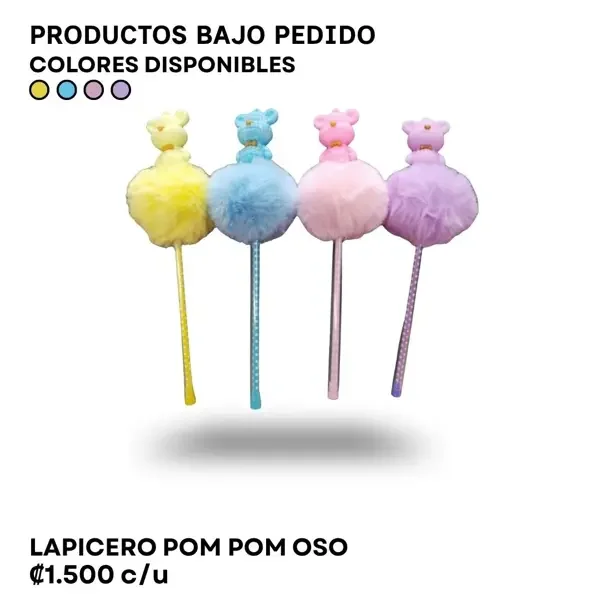 PRODUCTOS BAJO PEDIDO
COLORES DISPONIBLES
LAPICERO POM POM OSO
₡1.500 c/u